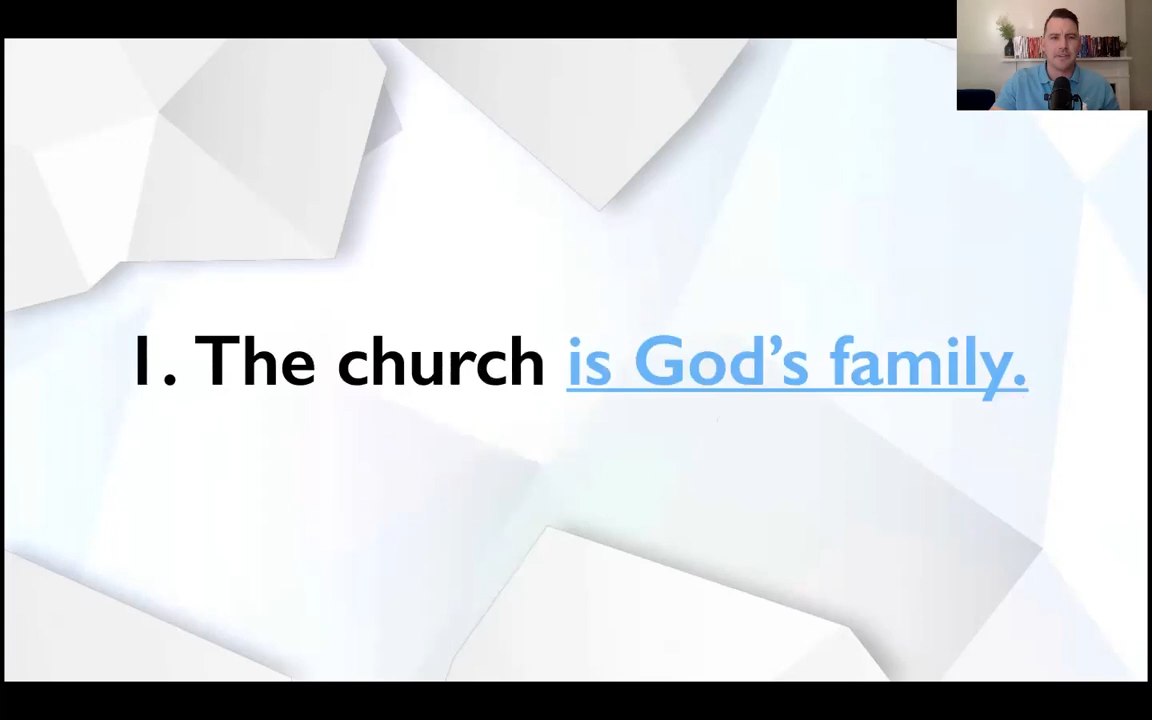 1. The church is God’s family.